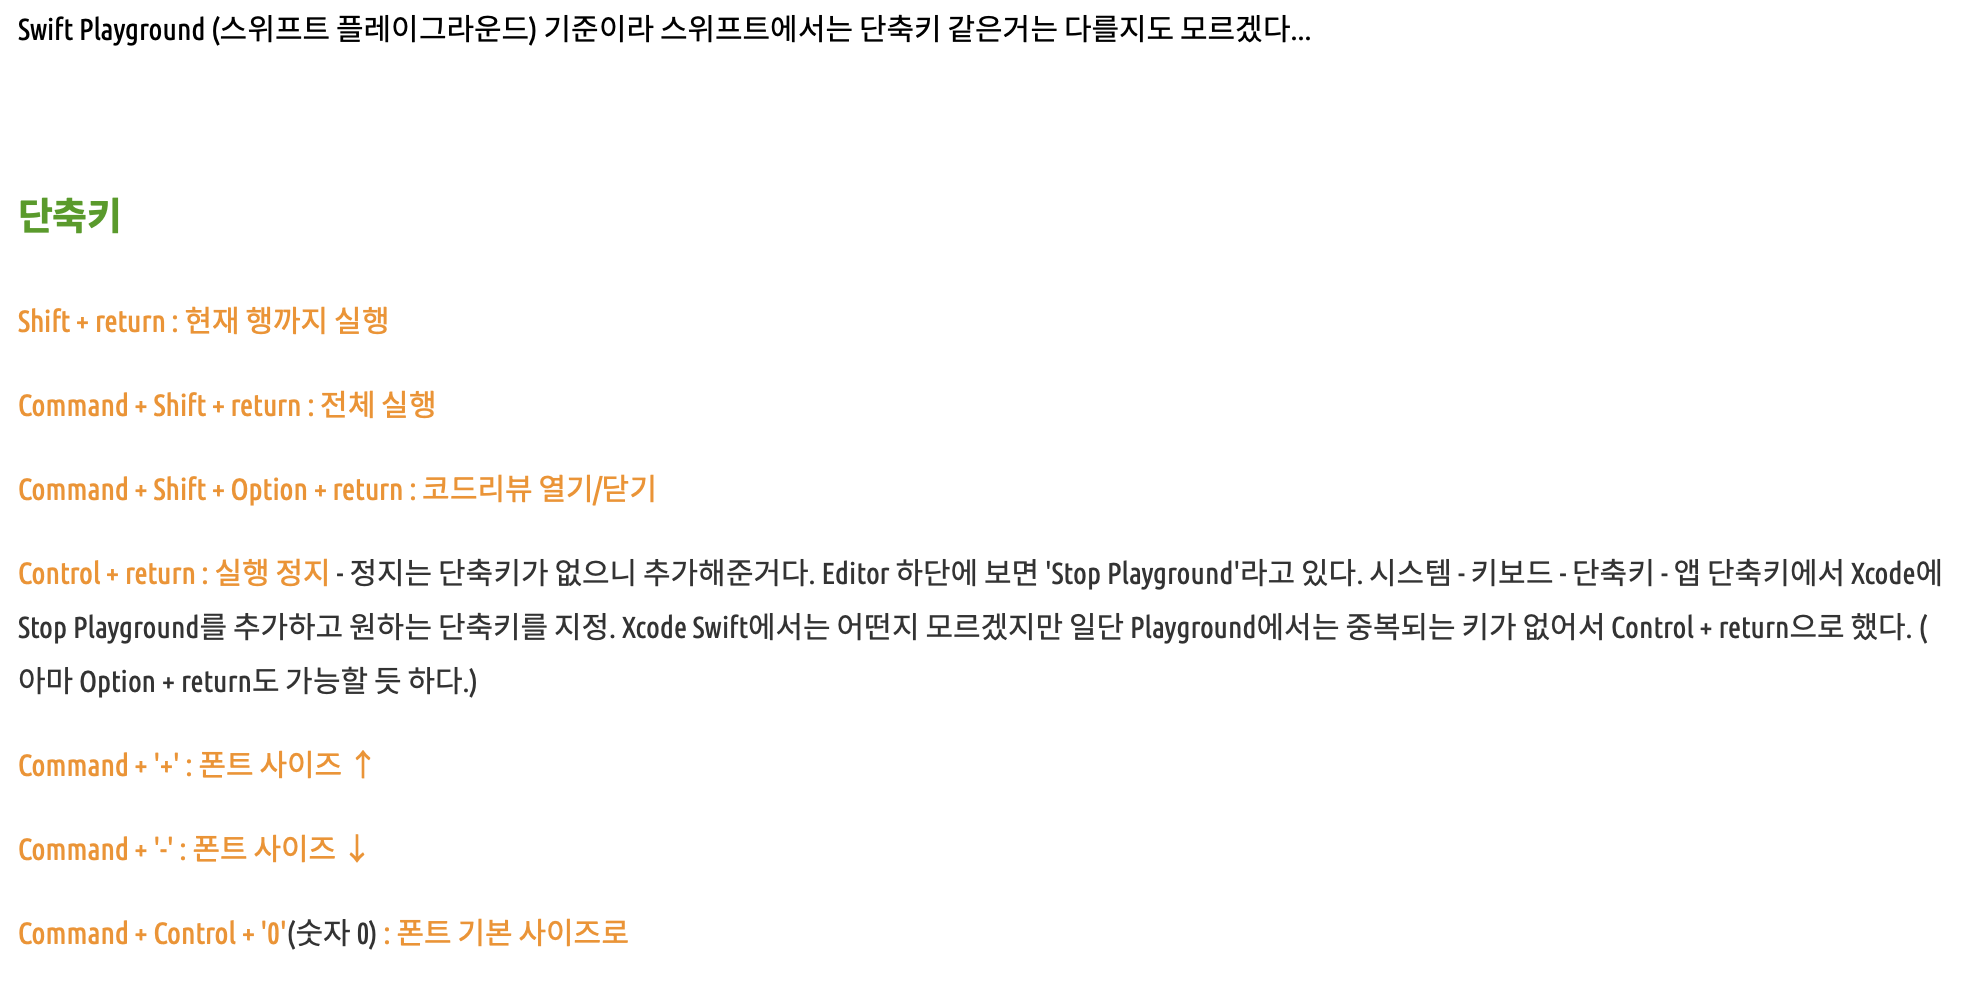 Swift Playground (스위프트 플레이그라운드) 기준이라 스위프트에서는 단축키 같은거는 다를지도 모르겠다...
단축키
Shift + return : 현재 행까지 실행
Command + Shift + return : 전체 실행
Command + Shift + Option + return : 코드리뷰 열기/닫기
Control + return : 실행 정지 - 정지는 단축키가 없으니 추가해준거다. Editor 하단에 보면 'Stop Playground'라고 있다. 시스템 - 키보드 - 단축키 - 앱 단축키에서 Xcode에
Stop Playground를 추가하고 원하는 단축키를 지정. Xcode Swift에서는 어떤지 모르겠지만 일단 Playground에서는 중복되는 키가 없어서 Control + return으로 했다. (
아마 Option + return도 가능할 듯 하다.)
Command + '+' : 폰트 사이즈 ↑
Command + '-' : 폰트 사이즈 ↓
Command + Control + '0'(숫자 0) : 폰트 기본 사이즈로